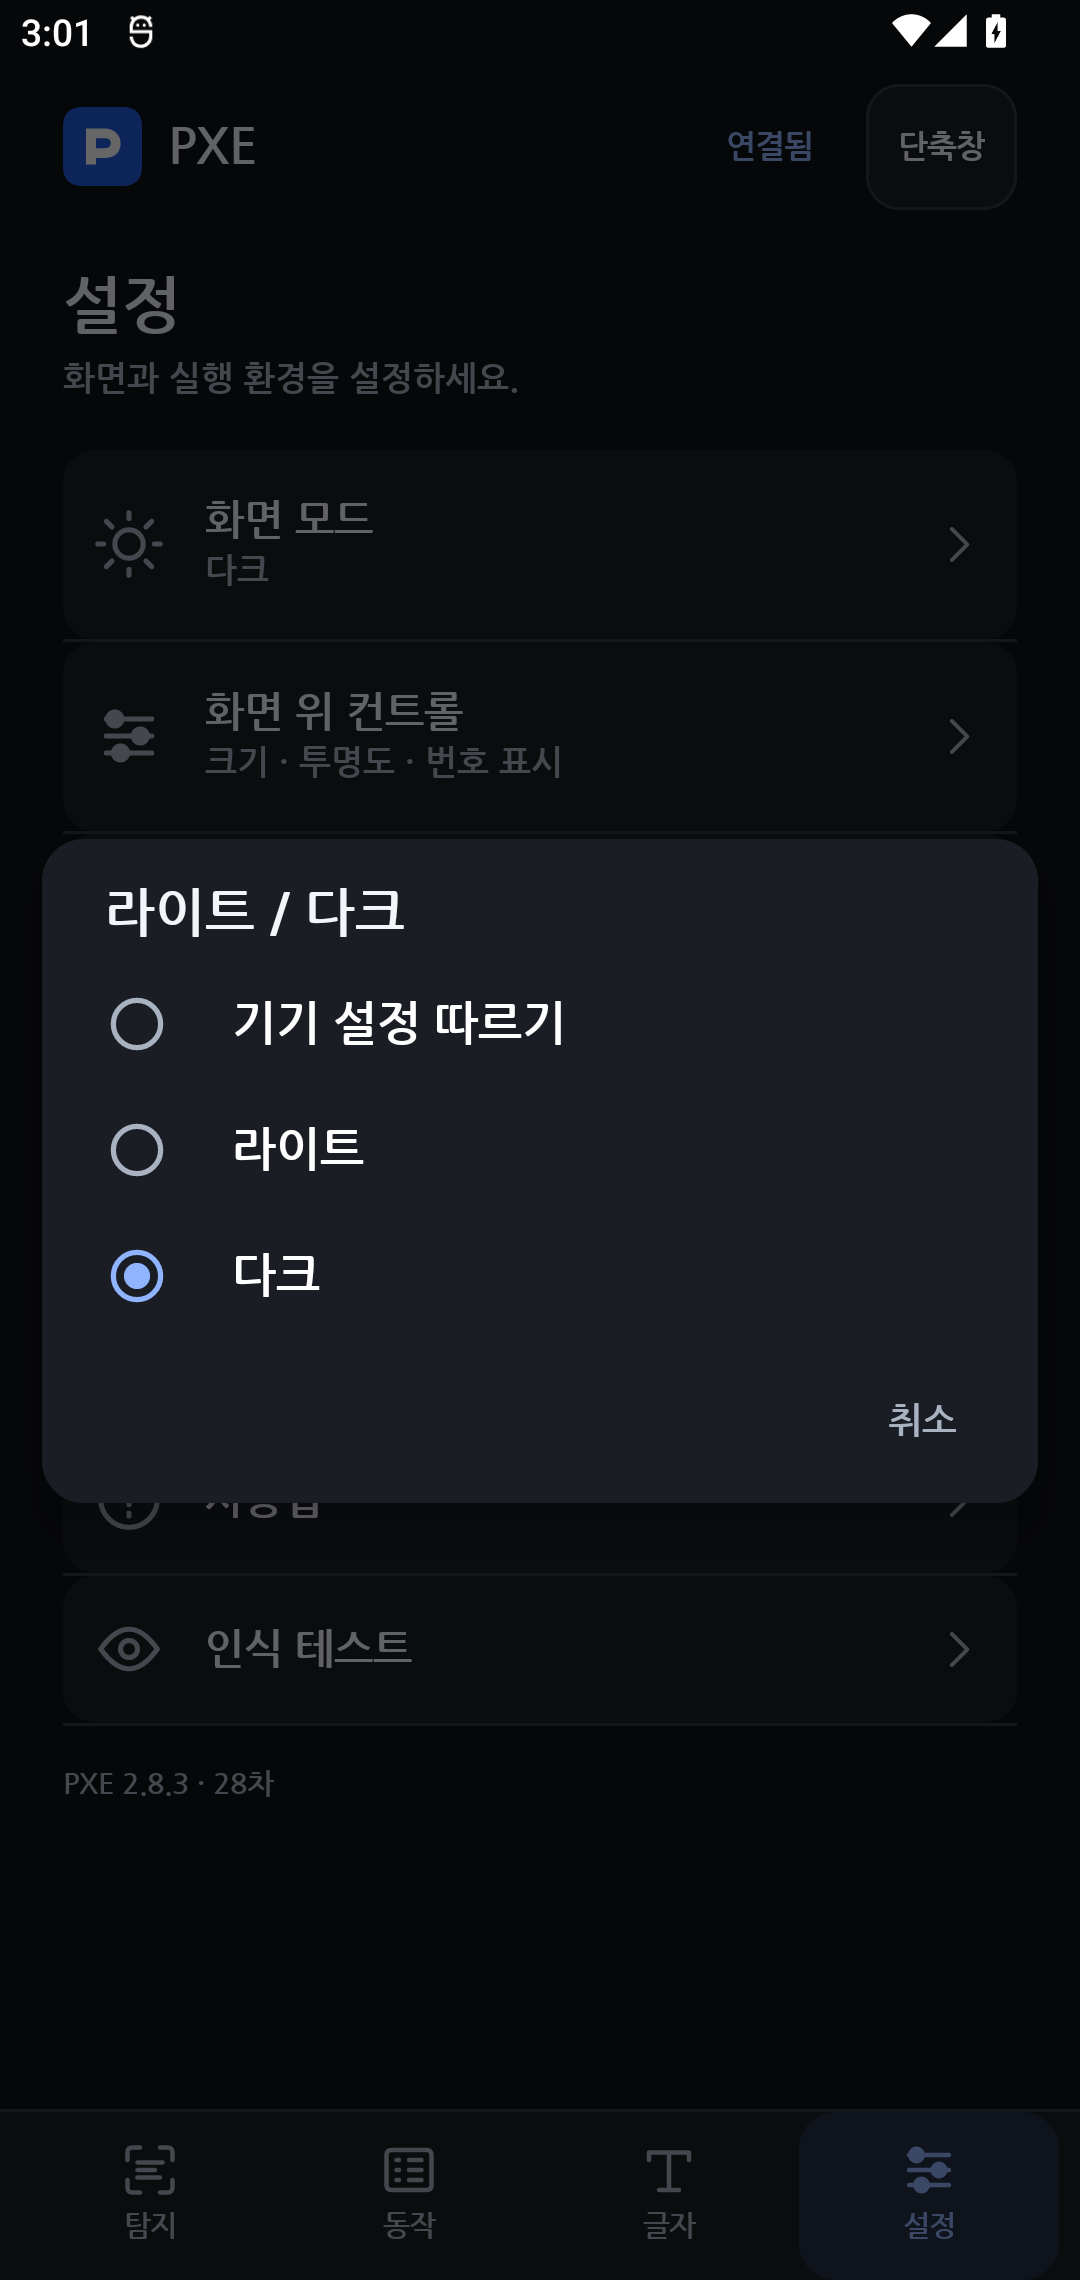 3:01
PXE
연결됨
단축창
설정
화면과 실행 환경을 설정하세요.
화면 모드
다크
화면 위 컨트롤
크기 · 투명도 · 번호 표시
라이트 / 다크
기기 설정 따르기
라이트
다크
취소
인식 테스트
PXE 2.8.3 · 28차
탐지
동작
글자
설정